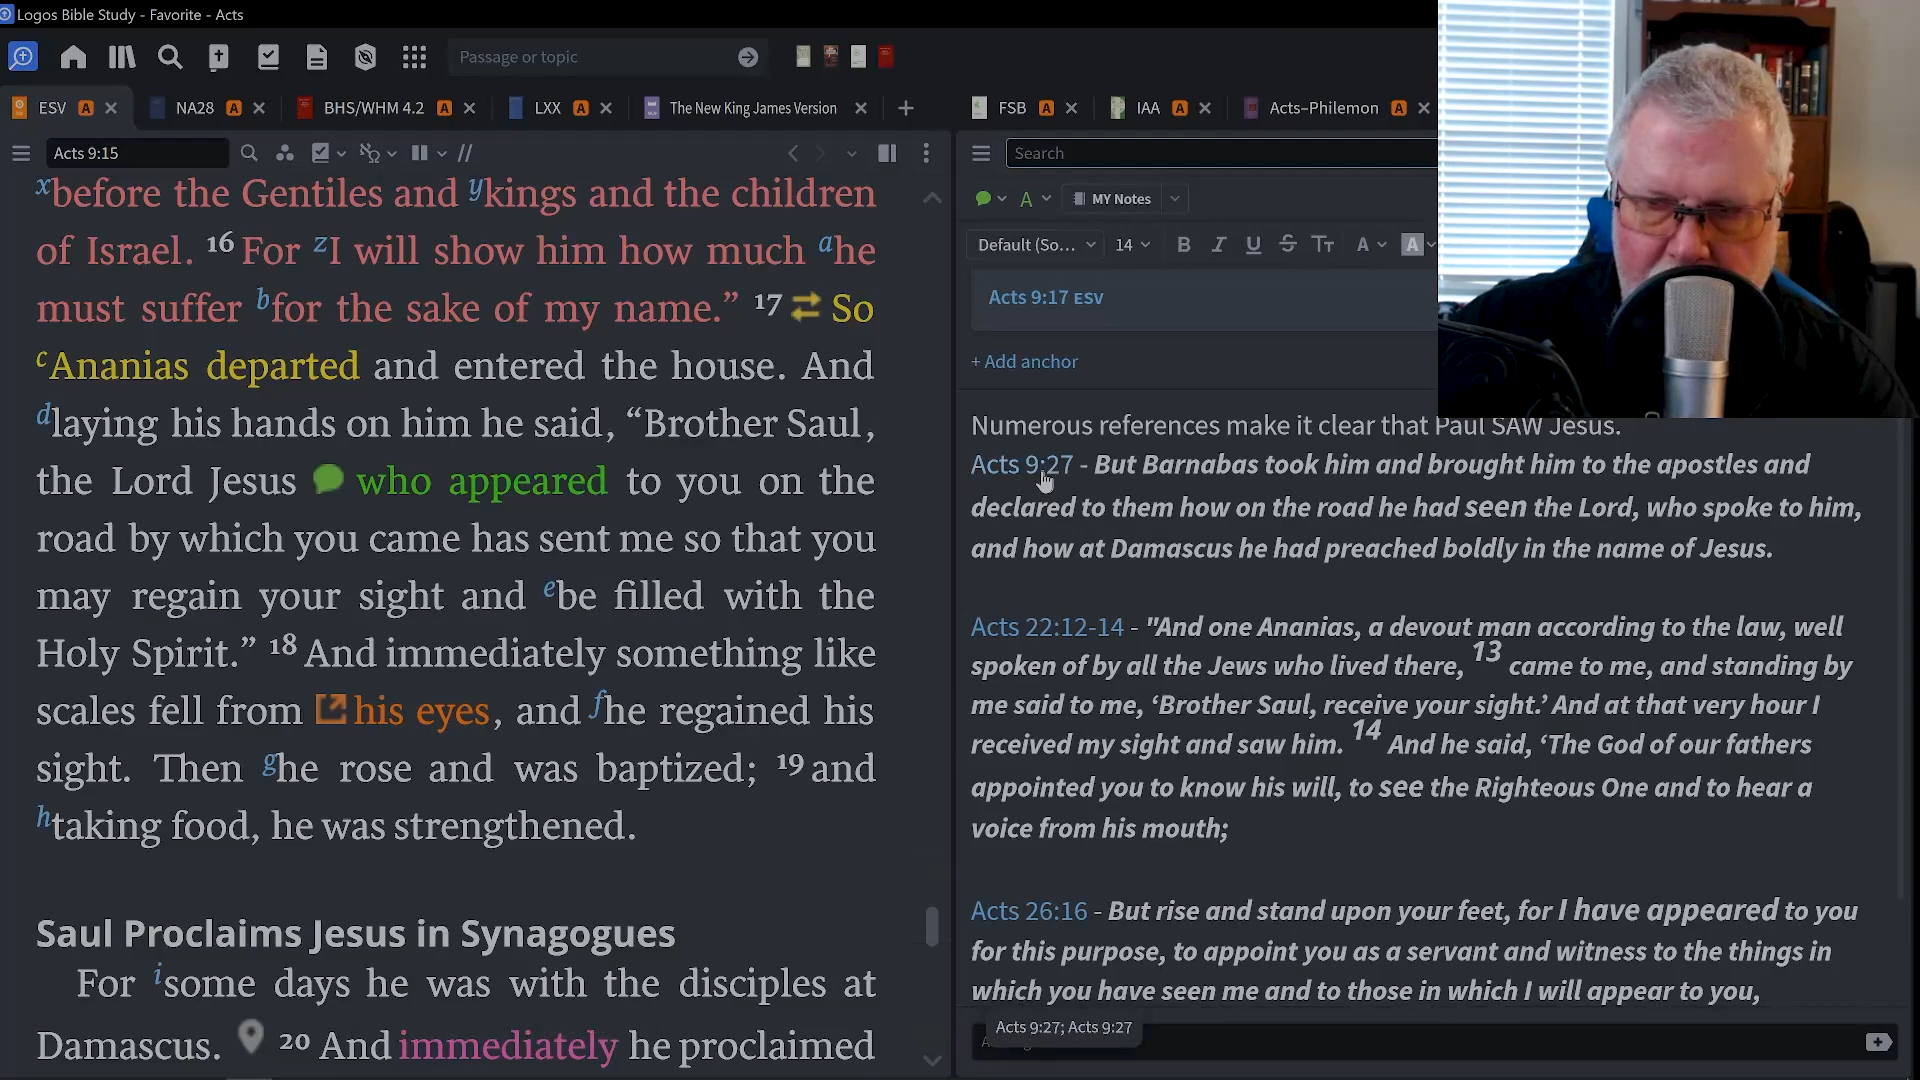 Logos Bible Study - Favorite - Acts
Passage or topic
ESV A NA28 A BHS/WHM 4.2 A LXX A The New King James Version
FSB A IAA A Acts–Philemon A
Acts 9:15
Search
MY Notes
Default (So... 14 B I U S Tт A A
Acts 9:17 ESV
+ Add anchor
x before the Gentiles and y kings and the children
of Israel. 16 For z I will show him how much a he
must suffer b for the sake of my name.” 17 So
c Ananias departed and entered the house. And
d laying his hands on him he said, “Brother Saul,
the Lord Jesus who appeared to you on the
road by which you came has sent me so that you
may regain your sight and e be filled with the
Holy Spirit.” 18 And immediately something like
scales fell from his eyes, and f he regained his
sight. Then g he rose and was baptized; 19 and
h taking food, he was strengthened.
Saul Proclaims Jesus in Synagogues
For i some days he was with the disciples at
Damascus. 20 And immediately he proclaimed
Numerous references make it clear that Paul SAW Jesus.
Acts 9:27 - But Barnabas took him and brought him to the apostles and
declared to them how on the road he had seen the Lord, who spoke to him,
and how at Damascus he had preached boldly in the name of Jesus.
Acts 22:12-14 - "And one Ananias, a devout man according to the law, well
spoken of by all the Jews who lived there, 13 came to me, and standing by
me said to me, ‘Brother Saul, receive your sight.’ And at that very hour I
received my sight and saw him. 14 And he said, ‘The God of our fathers
appointed you to know his will, to see the Righteous One and to hear a
voice from his mouth;
Acts 26:16 - But rise and stand upon your feet, for I have appeared to you
for this purpose, to appoint you as a servant and witness to the things in
which you have seen me and to those in which I will appear to you,
Acts 9:27; Acts 9:27